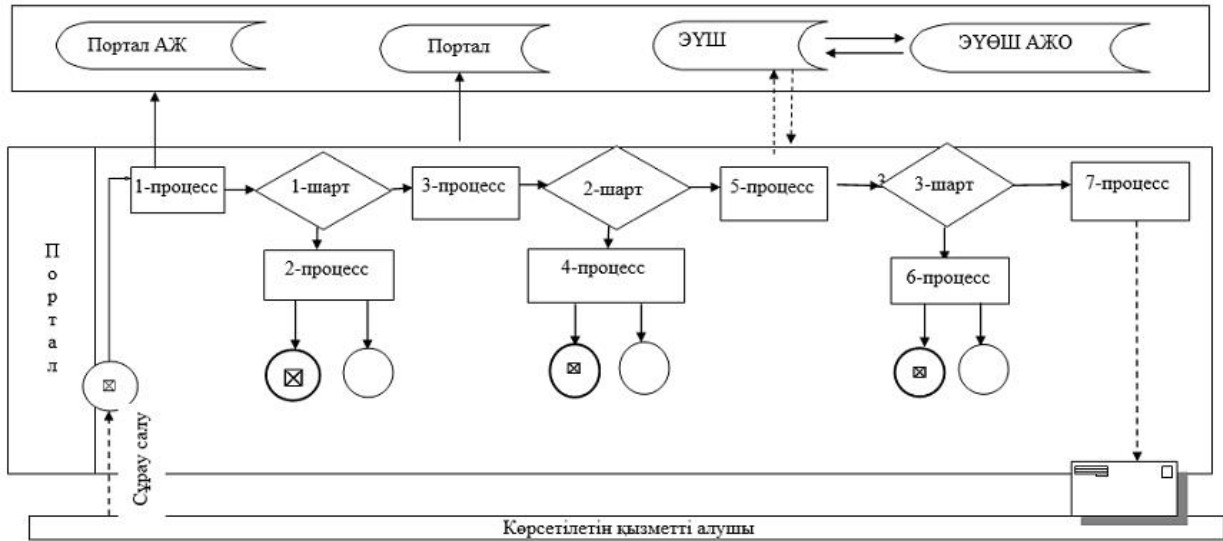 Портал АЖ
Портал
ЭҮШ
ЭҮӨШ АЖО
1-процесс
1-шарт
3-процесс
2-шарт
5-процесс
3-шарт
7-процесс
2-процесс
4-процесс
6-процесс
Портал
Сұрау салу
Көрсетілетін қызметті алушы